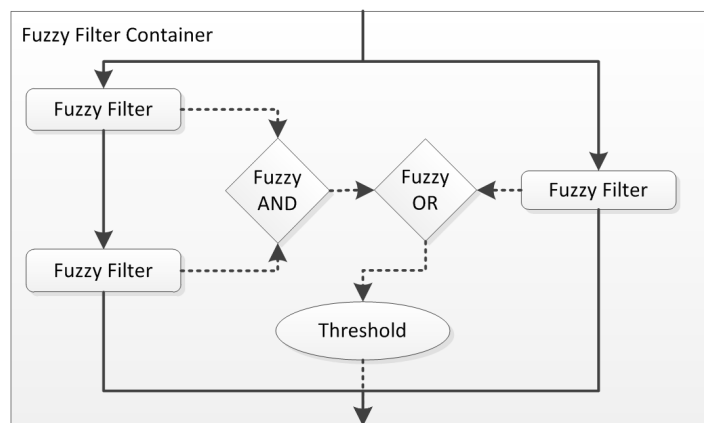 Fuzzy Filter Container
Fuzzy Filter
Fuzzy
AND
Fuzzy
OR
Fuzzy Filter
Fuzzy Filter
Threshold